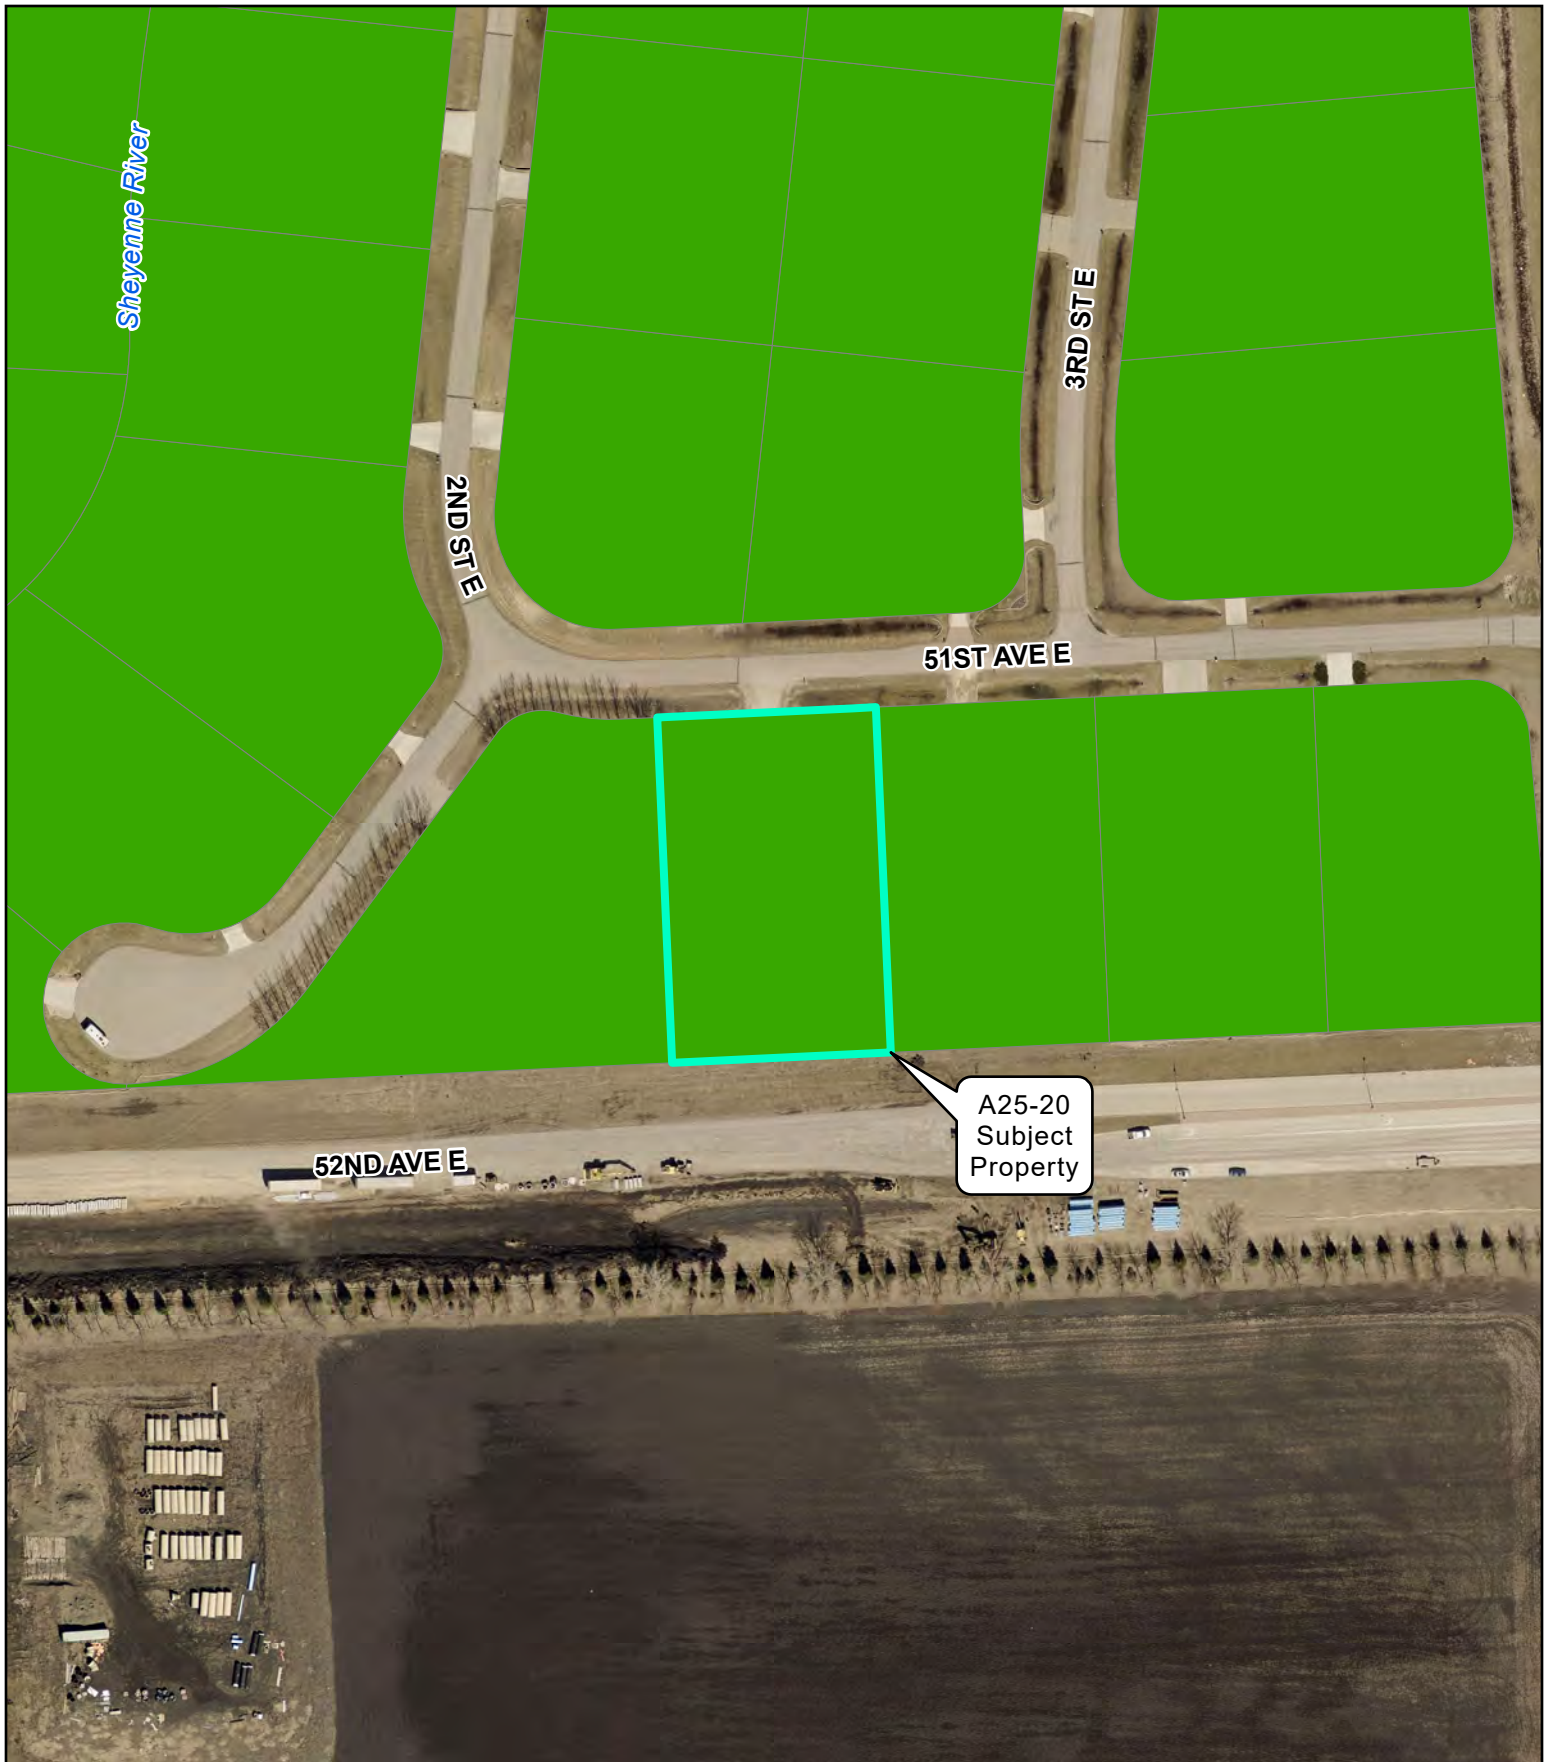 Sheyenne River
3RD ST E
2ND ST E
51ST AVE E
A25-20
Subject
Property
52ND AVE E